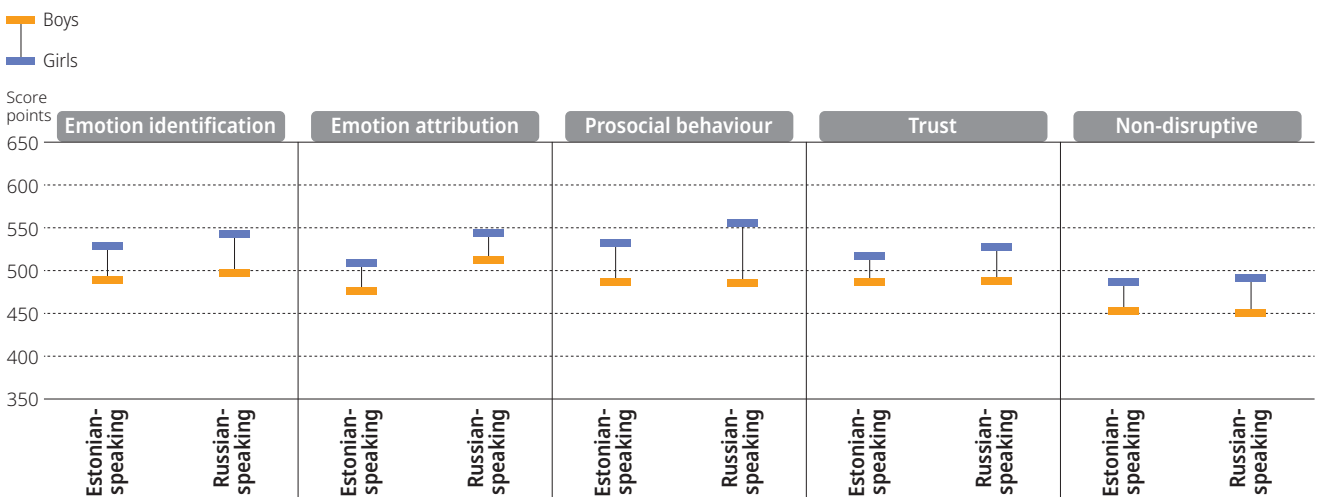 Boys
Girls
Score
points
Emotion identification
Emotion attribution
Prosocial behaviour
Trust
Non-disruptive
650
600
550
500
450
400
350
Estonian-
speaking
Russian-
speaking
Estonian-
speaking
Russian-
speaking
Estonian-
speaking
Russian-
speaking
Estonian-
speaking
Russian-
speaking
Estonian-
speaking
Russian-
speaking